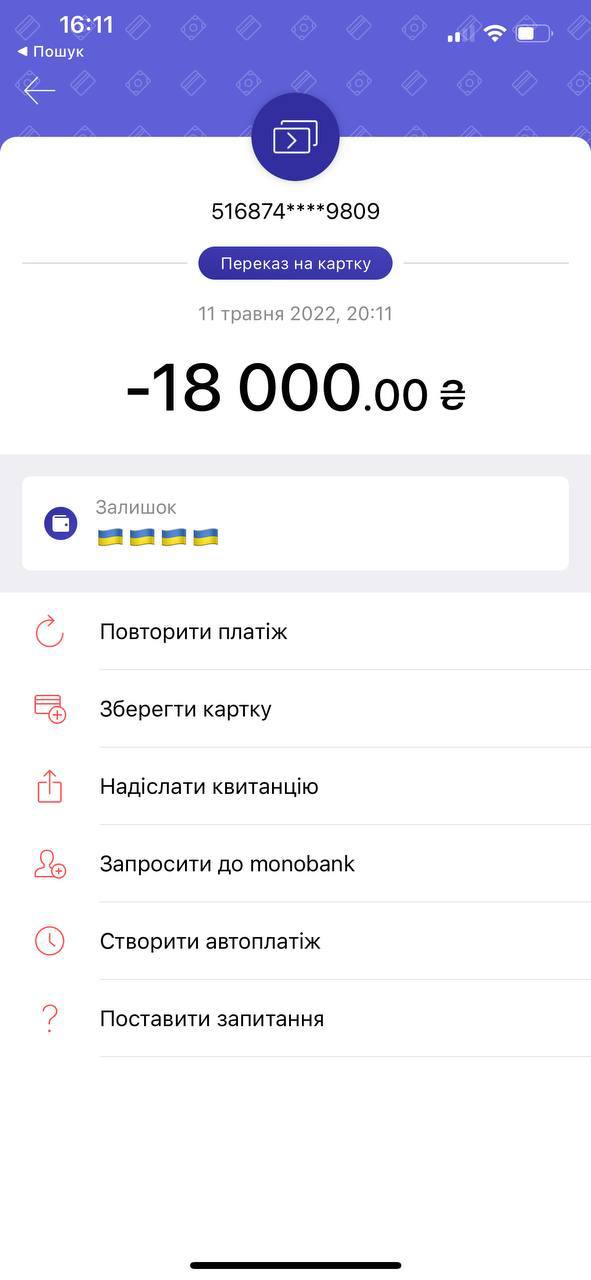 16:11
◀ Пошук
516874****9809
Переказ на картку
11 травня 2022, 20:11
-18 000.00 ₴
Залишок
🇺🇦 🇺🇦 🇺🇦 🇺🇦
Повторити платіж
Зберегти картку
Надіслати квитанцію
Запросити до monobank
Створити автоплатіж
Поставити запитання